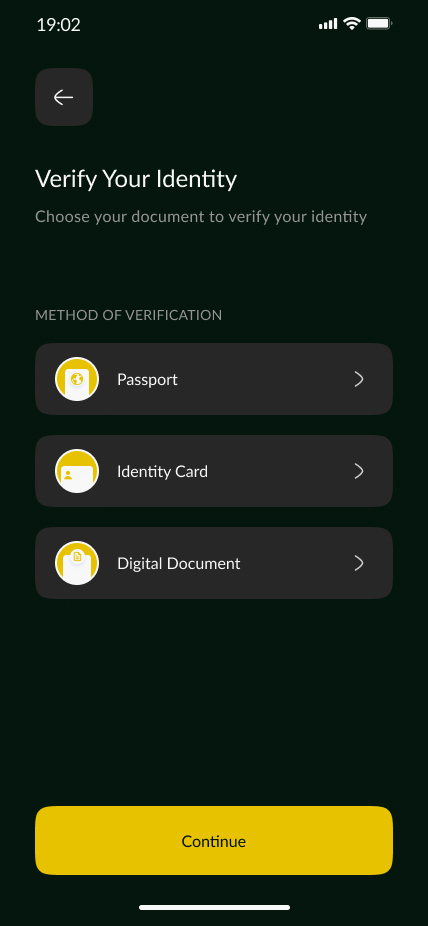 19:02
Verify Your Identity
Choose your document to verify your identity
METHOD OF VERIFICATION
Passport
Identity Card
Digital Document
Continue